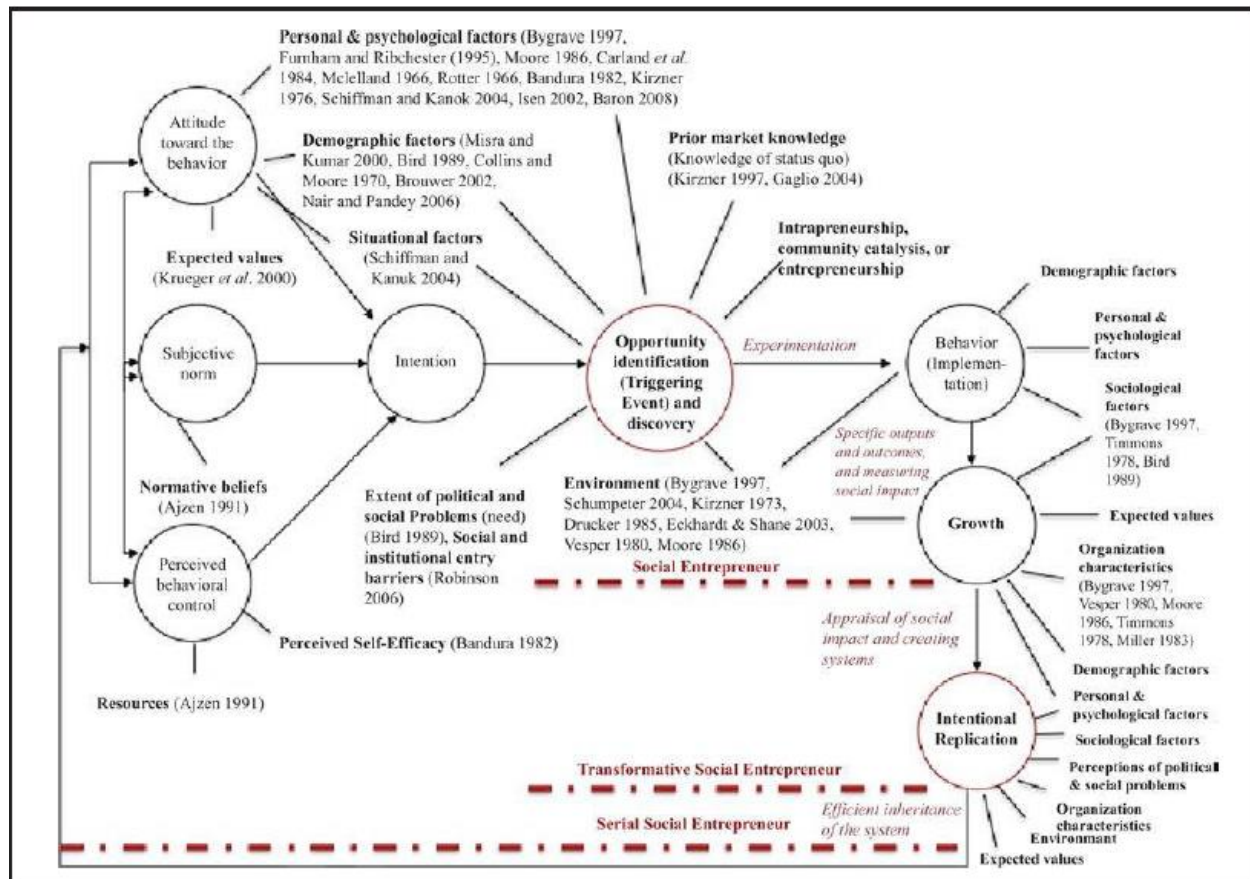 Personal & psychological factors (Bygrave 1997,
Furnham and Ribchester (1995), Moore 1986, Carland et al.
1984, Mclelland 1966, Rotter 1966, Bandura 1982, Kirzner
1976, Schiffman and Kanok 2004, Isen 2002, Baron 2008)
Attitude
toward the
behavior
Demographic factors (Misra and
Kumar 2000, Bird 1989, Collins and
Moore 1970, Brouwer 2002,
Nair and Pandey 2006)
Prior market knowledge
(Knowledge of status quo)
(Kirzner 1997, Gaglio 2004)
Expected values
(Krueger et al. 2000)
Situational factors
(Schiffman and
Kanuk 2004)
Intrapreneurship,
community catalysis, or
entrepreneurship
Subjective
norm
Intention
Opportunity
identification
(Triggering
Event) and
discovery
Experimentation
Behavior
(Implemen-
tation)
Demographic factors
Personal &
psychological
factors
Sociological
factors
(Bygrave 1997,
Timmons
1978, Bird
1989)
Normative beliefs
(Ajzen 1991)
Extent of political and
social Problems (need)
(Bird 1989), Social and
institutional entry
barriers (Robinson
2006)
Environment (Bygrave 1997,
Schumpeter 2004, Kirzner 1973,
Drucker 1985, Eckhardt & Shane 2003,
Vesper 1980, Moore 1986)
Specific outputs
and outcomes,
and measuring
social impact
Growth
Expected values
Perceived
behavioral
control
Social Entrepreneur
Organization
characteristics
(Bygrave 1997,
Vesper 1980, Moore
1986, Timmons
1978, Miller 1983)
Perceived Self-Efficacy (Bandura 1982)
Resources (Ajzen 1991)
Appraisal of social
impact and creating
systems
Demographic factors
Personal &
psychological factors
Intentional
Replication
Sociological factors
Perceptions of political
& social problems
Transformative Social Entrepreneur
Efficient inheritance
of the system
Serial Social Entrepreneur
Organization
characteristics
Environmant
Expected values